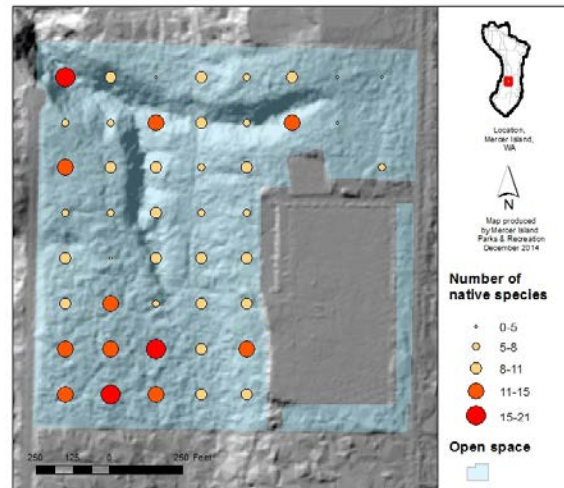 Location,
Mercer Island,
WA
N
Map produced
by Mercer Island
Parks & Recreation
December 2014
Number of
native species
0-5
5-8
8-11
11-15
15-21
Open space
250 125 0 250 Feet